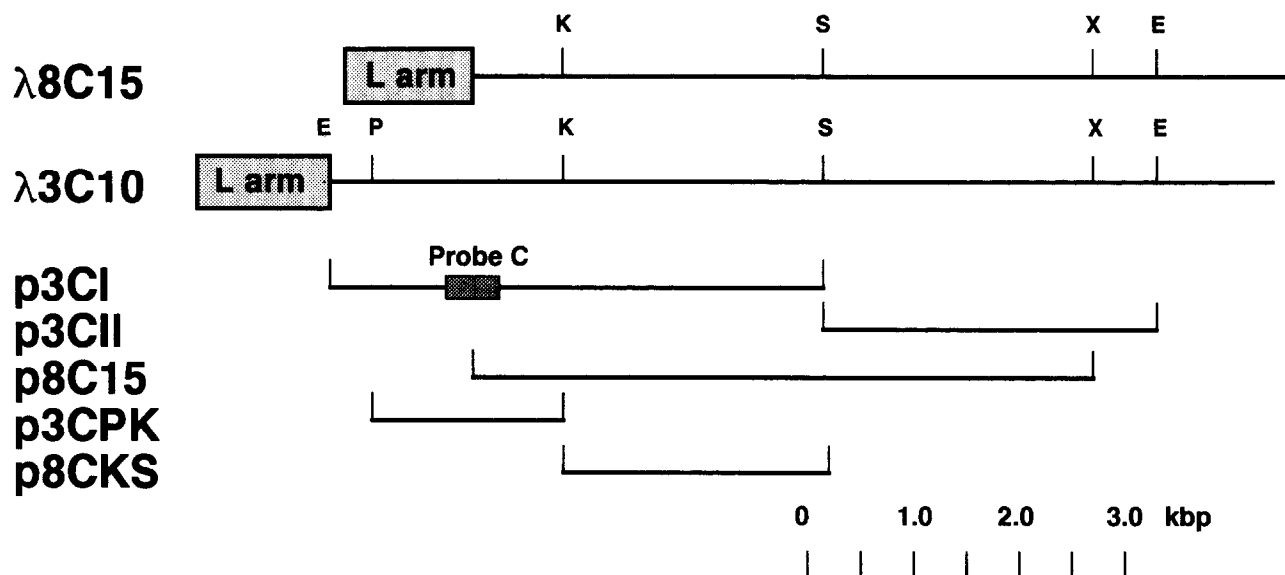 K S X E
λ8C15 L arm
E P K S X E
λ3C10 L arm
Probe C
p3CI
p3CII
p8C15
p3CPK
p8CKS
0 1.0 2.0 3.0 kbp